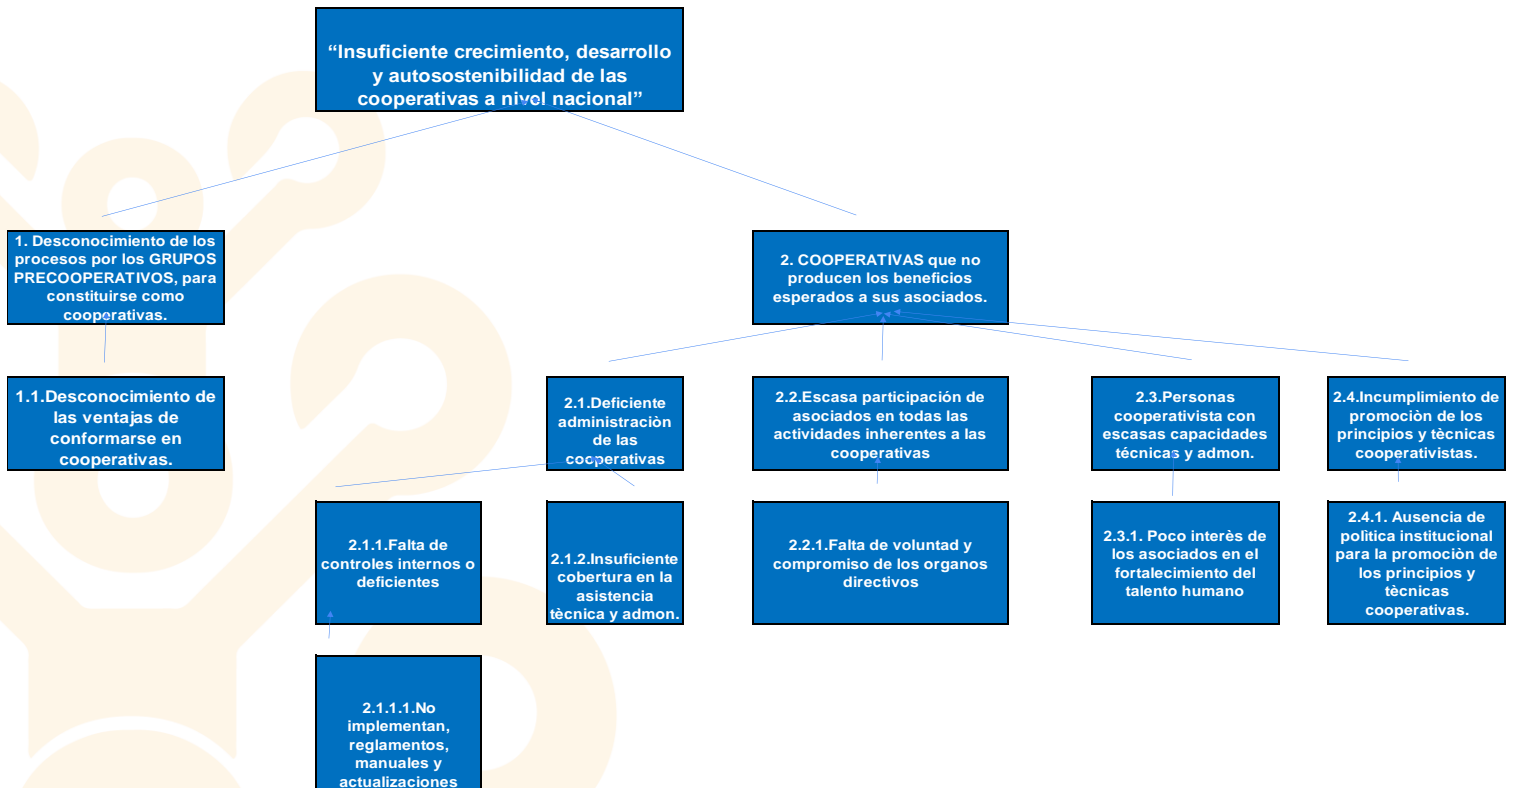 “Insuficiente crecimiento, desarrollo
y autosostenibilidad de las
cooperativas a nivel nacional”
1. Desconocimiento de los
procesos por los GRUPOS
PRECOOPERATIVOS, para
constituirse como
cooperativas.
2. COOPERATIVAS que no
producen los beneficios
esperados a sus asociados.
1.1.Desconocimiento de
las ventajas de
conformarse en
cooperativas.
2.1.Deficiente
administraciòn
de las
cooperativas
2.2.Escasa participación de
asociados en todas las
actividades inherentes a las
cooperativas
2.3.Personas
cooperativista con
escasas capacidades
técnicas y admon.
2.4.Incumplimiento de
promociòn de los
principios y tècnicas
cooperativistas.
2.1.1.Falta de
controles internos o
deficientes
2.1.2.Insuficiente
cobertura en la
asistencia
tècnica y admon.
2.2.1.Falta de voluntad y
compromiso de los organos
directivos
2.3.1. Poco interès de
los asociados en el
fortalecimiento del
talento humano
2.4.1. Ausencia de
polìtica institucional
para la promociòn de
los principios y
tècnicas
cooperativas.
2.1.1.1.No
implementan,
reglamentos,
manuales y
actualizaciones